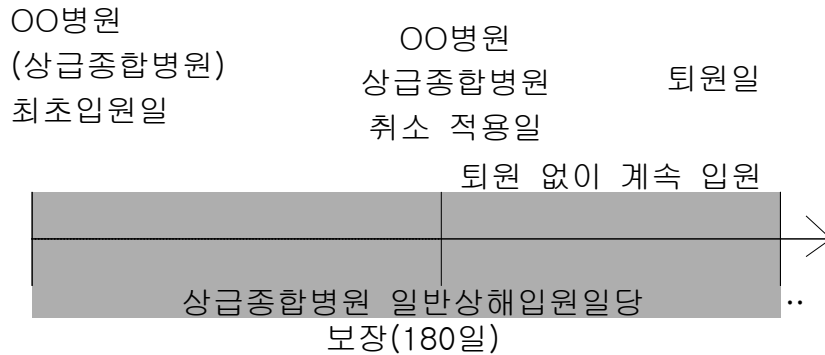 OO병원
(상급종합병원)
최초입원일
OO병원
상급종합병원
취소 적용일
퇴원일
퇴원 없이 계속 입원
상급종합병원 일반상해입원일당
보장(180일)
..